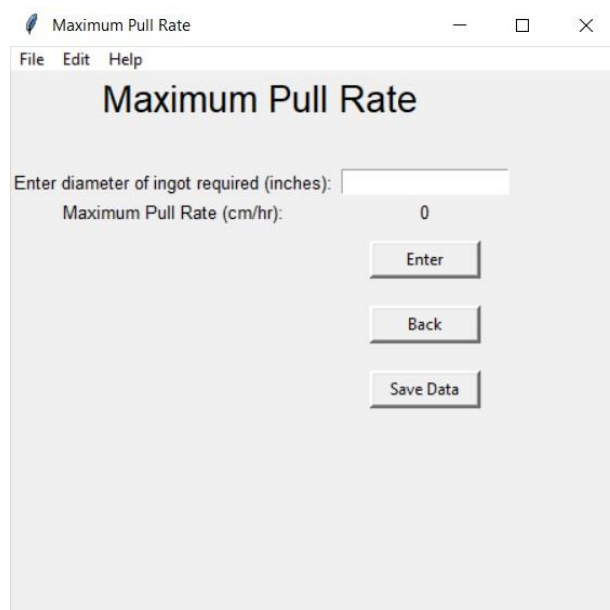 Maximum Pull Rate
File Edit Help
Maximum Pull Rate
Enter diameter of ingot required (inches):
Maximum Pull Rate (cm/hr): 0
Enter
Back
Save Data